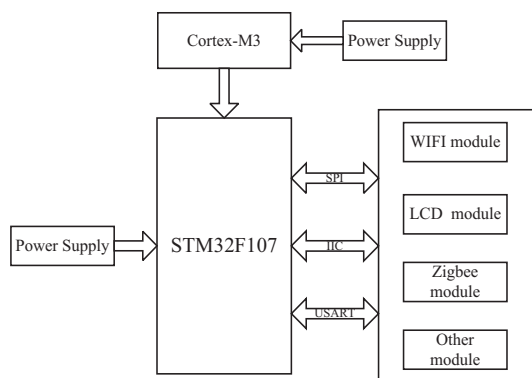 Cortex-M3
Power Supply
WIFI module
SPI
LCD module
Power Supply
STM32F107
IIC
Zigbee
module
USART
Other
module